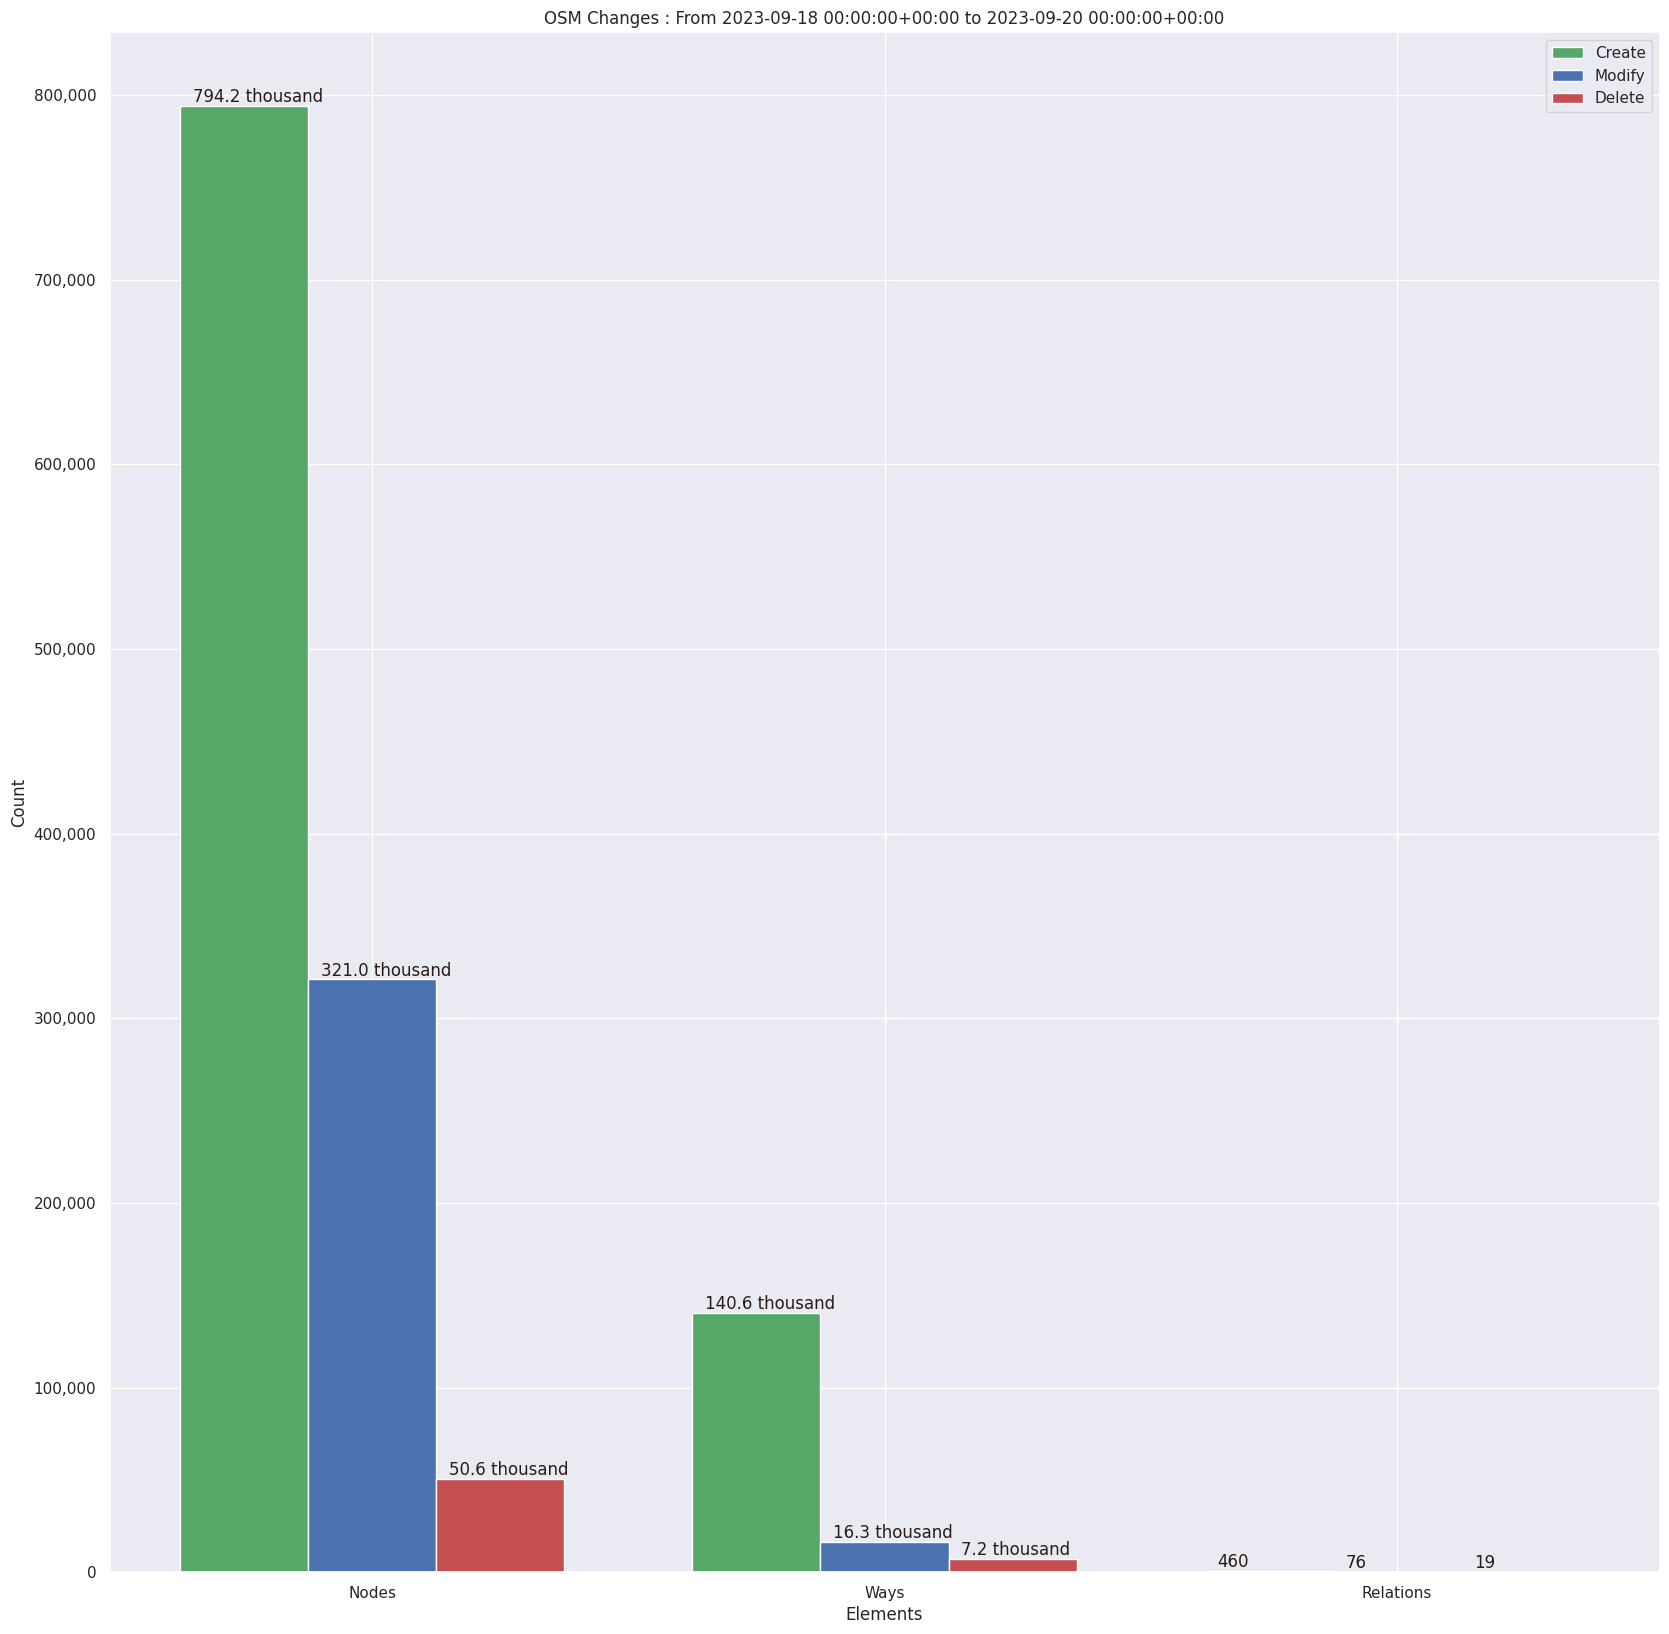 OSM Changes : From 2023-09-18 00:00:00+00:00 to 2023-09-20 00:00:00+00:00
Create
Modify
Delete
800,000
700,000
600,000
500,000
400,000
300,000
200,000
100,000
0
Count
794.2 thousand
321.0 thousand
50.6 thousand
140.6 thousand
16.3 thousand
7.2 thousand
460
76
19
Nodes
Ways
Relations
Elements